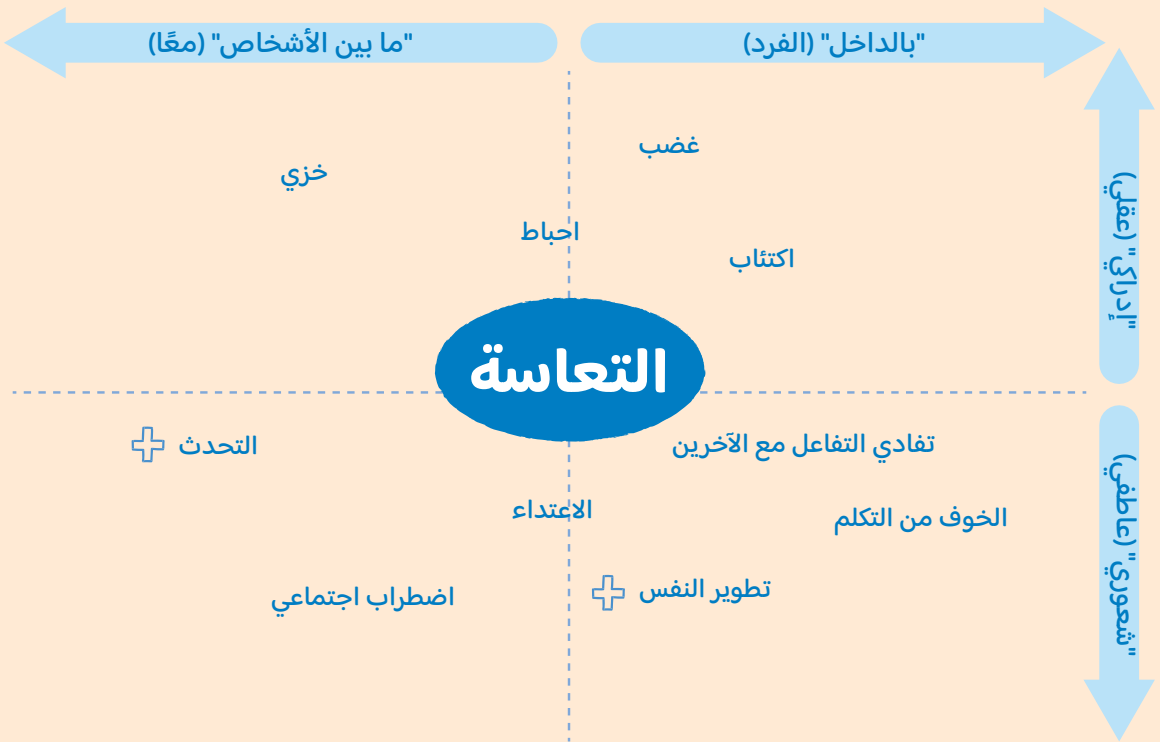 "بالداخل" (الفرد)
"ما بين الأشخاص" (معًا)
"إدراكي" (عقلي)
غضب
خزي
احباط
اكتئاب
التعاسة
"شعوري" (عاطفي)
تفادي التفاعل مع الآخرين
التحدث
الاعتداء
الخوف من التكلم
تطوير النفس
اضطراب اجتماعي